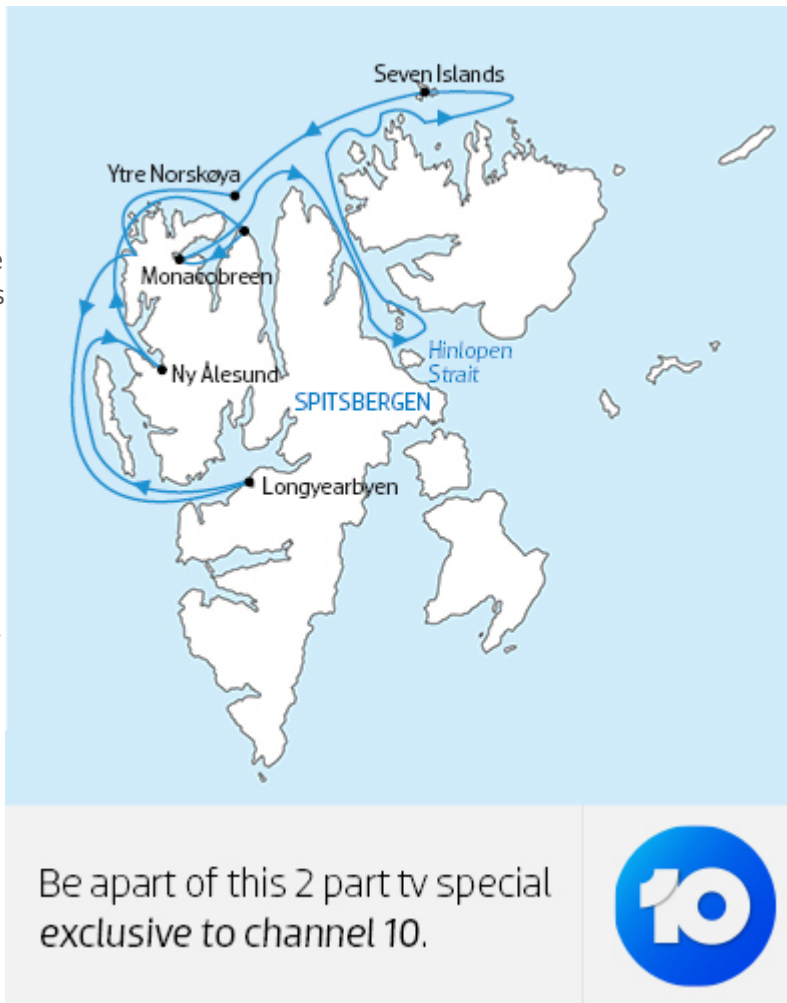 Seven Islands
Ytre Norskøya
Monacobreen
Hinlopen
Strait
Ny Ålesund
SPITSBERGEN
Longyearbyen
Be apart of this 2 part tv special
exclusive to channel 10.
10